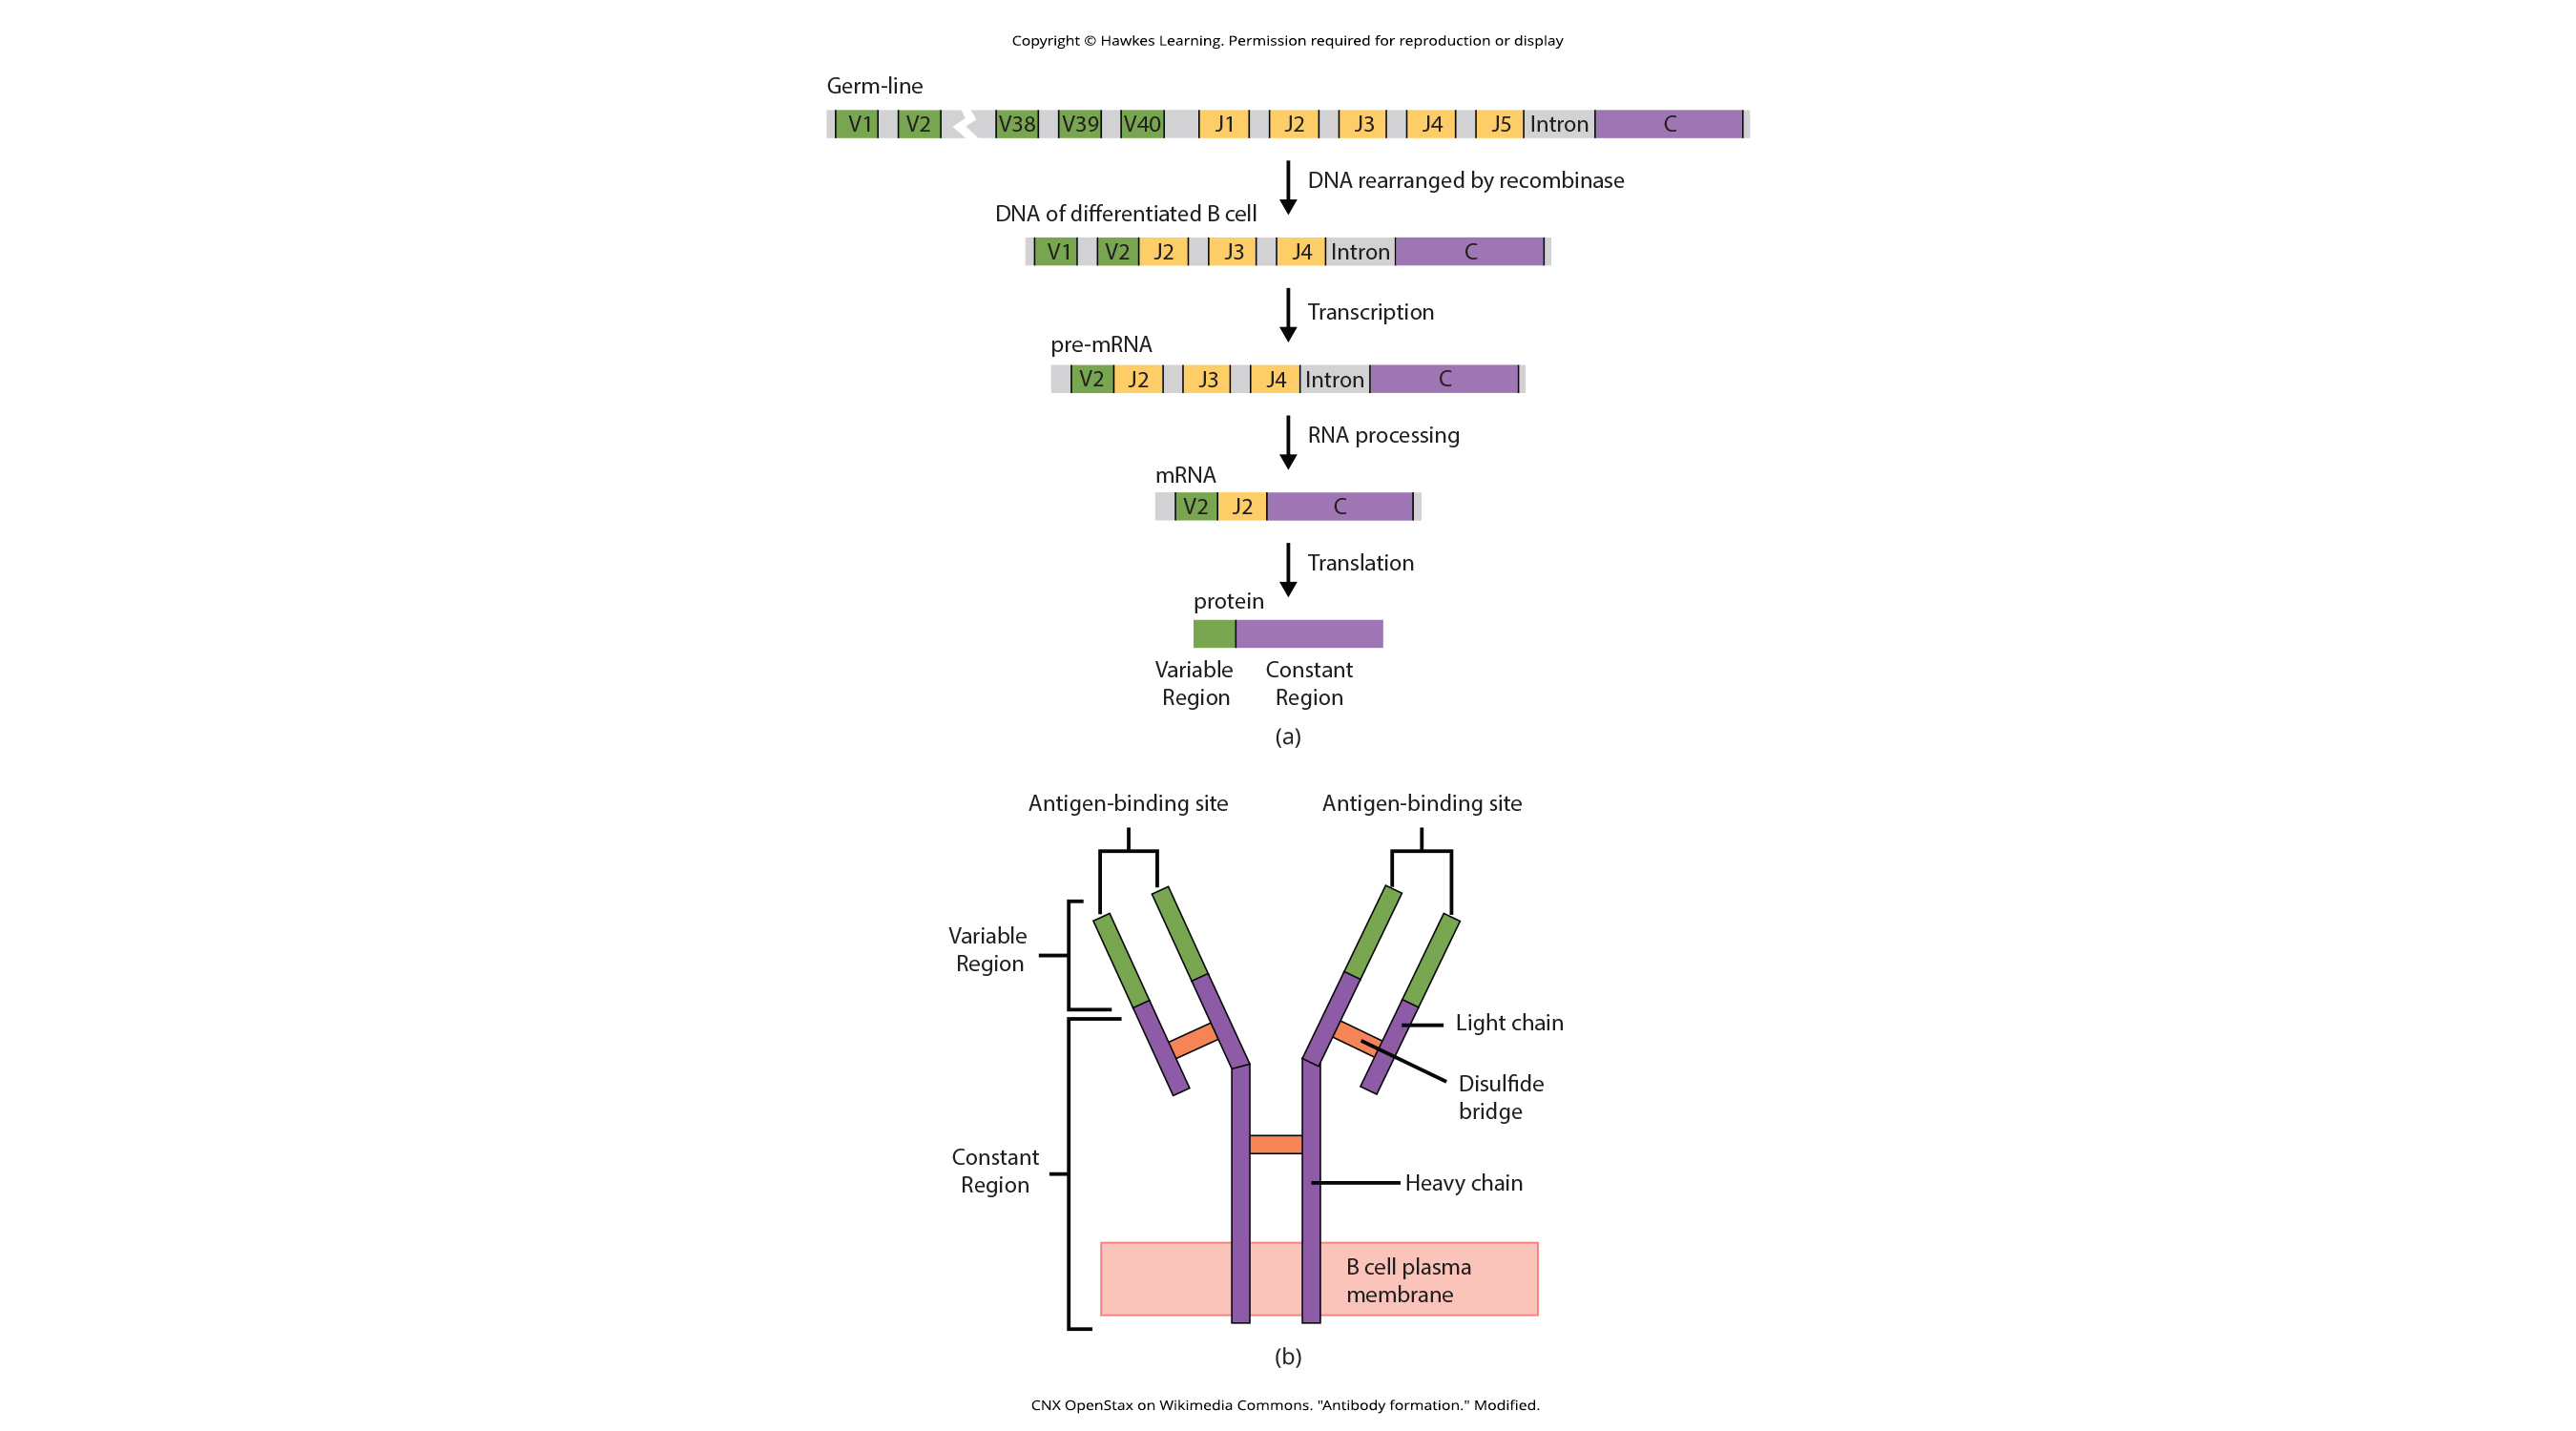 Copyright © Hawkes Learning. Permission required for reproduction or display
Germ-line
V1 V2 V38 V39 V40 J1 J2 J3 J4 J5 Intron C
DNA rearranged by recombinase
DNA of differentiated B cell
V1 V2 J2 J3 J4 Intron C
Transcription
pre-mRNA
V2 J2 J3 J4 Intron C
RNA processing
mRNA
V2 J2 C
Translation
protein
Variable
Region
Constant
Region
(a)
Antigen-binding site
Antigen-binding site
Variable
Region
Light chain
Disulfide
bridge
Constant
Region
Heavy chain
B cell plasma
membrane
(b)
CNX OpenStax on Wikimedia Commons. "Antibody formation." Modified.